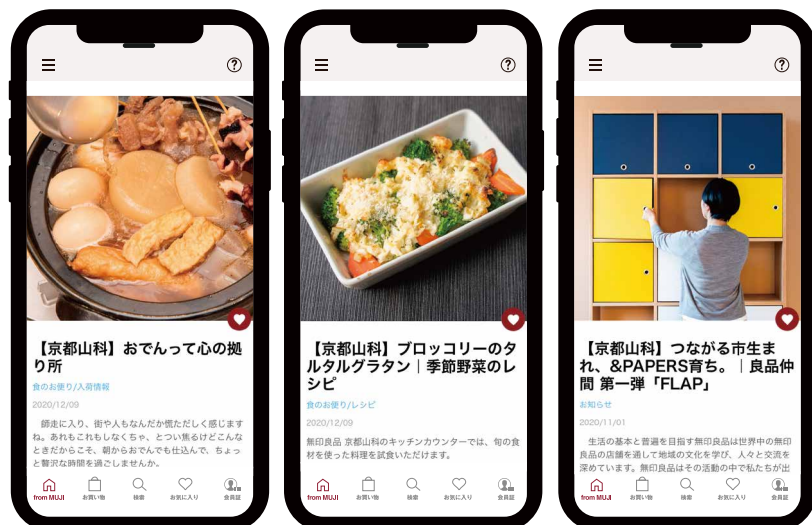 【京都山科】おでんって心の拠
り所
食のお便り/入荷情報
2020/12/09
師走に入り、街や人もなんだか慌ただしく感じます
ね。あれもこれもしなくちゃ、とつい焦るけどこんな
ときだからこそ、朝からおでんでも仕込んで、ちょっ
と贅沢な時間を過ごしませんか。
from MUJI
お買い物
検索
お気に入り
会員証
【京都山科】ブロッコリーのタ
ルタルグラタン｜季節野菜のレ
シピ
食のお便り/レシピ
2020/12/09
無印良品 京都山科のキッチンカウンターでは、旬の食
材を使った料理を試食いただけます。
from MUJI
お買い物
検索
お気に入り
会員証
【京都山科】つながる市生ま
れ、&PAPERS育ち。｜良品仲
間 第一弾「FLAP」
お知らせ
2020/11/01
生活の基本と普遍を目指す無印良品は世界中の無印
良品の店舗を通して地域の文化を学び、人々と交流を
深めています。無印良品はその活動の中で私たちが出
from MUJI
お買い物
検索
お気に入り
会員証